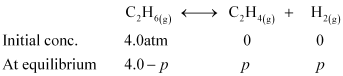 C₂H₆(g) ⟷ C₂H₄(g) + H₂(g)
Initial conc. 4.0atm 0 0
At equilibrium 4.0 – p p p